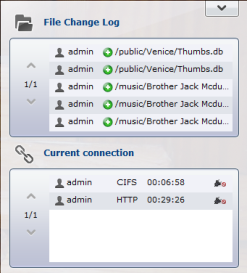 File Change Log
admin /public/Venice/Thumbs.db
admin /public/Venice/Thumbs.db
1/1 admin /music/Brother Jack Mcdu...
admin /music/Brother Jack Mcdu...
admin /music/Brother Jack Mcdu...
Current connection
admin CIFS 00:06:58
1/1 admin HTTP 00:29:26